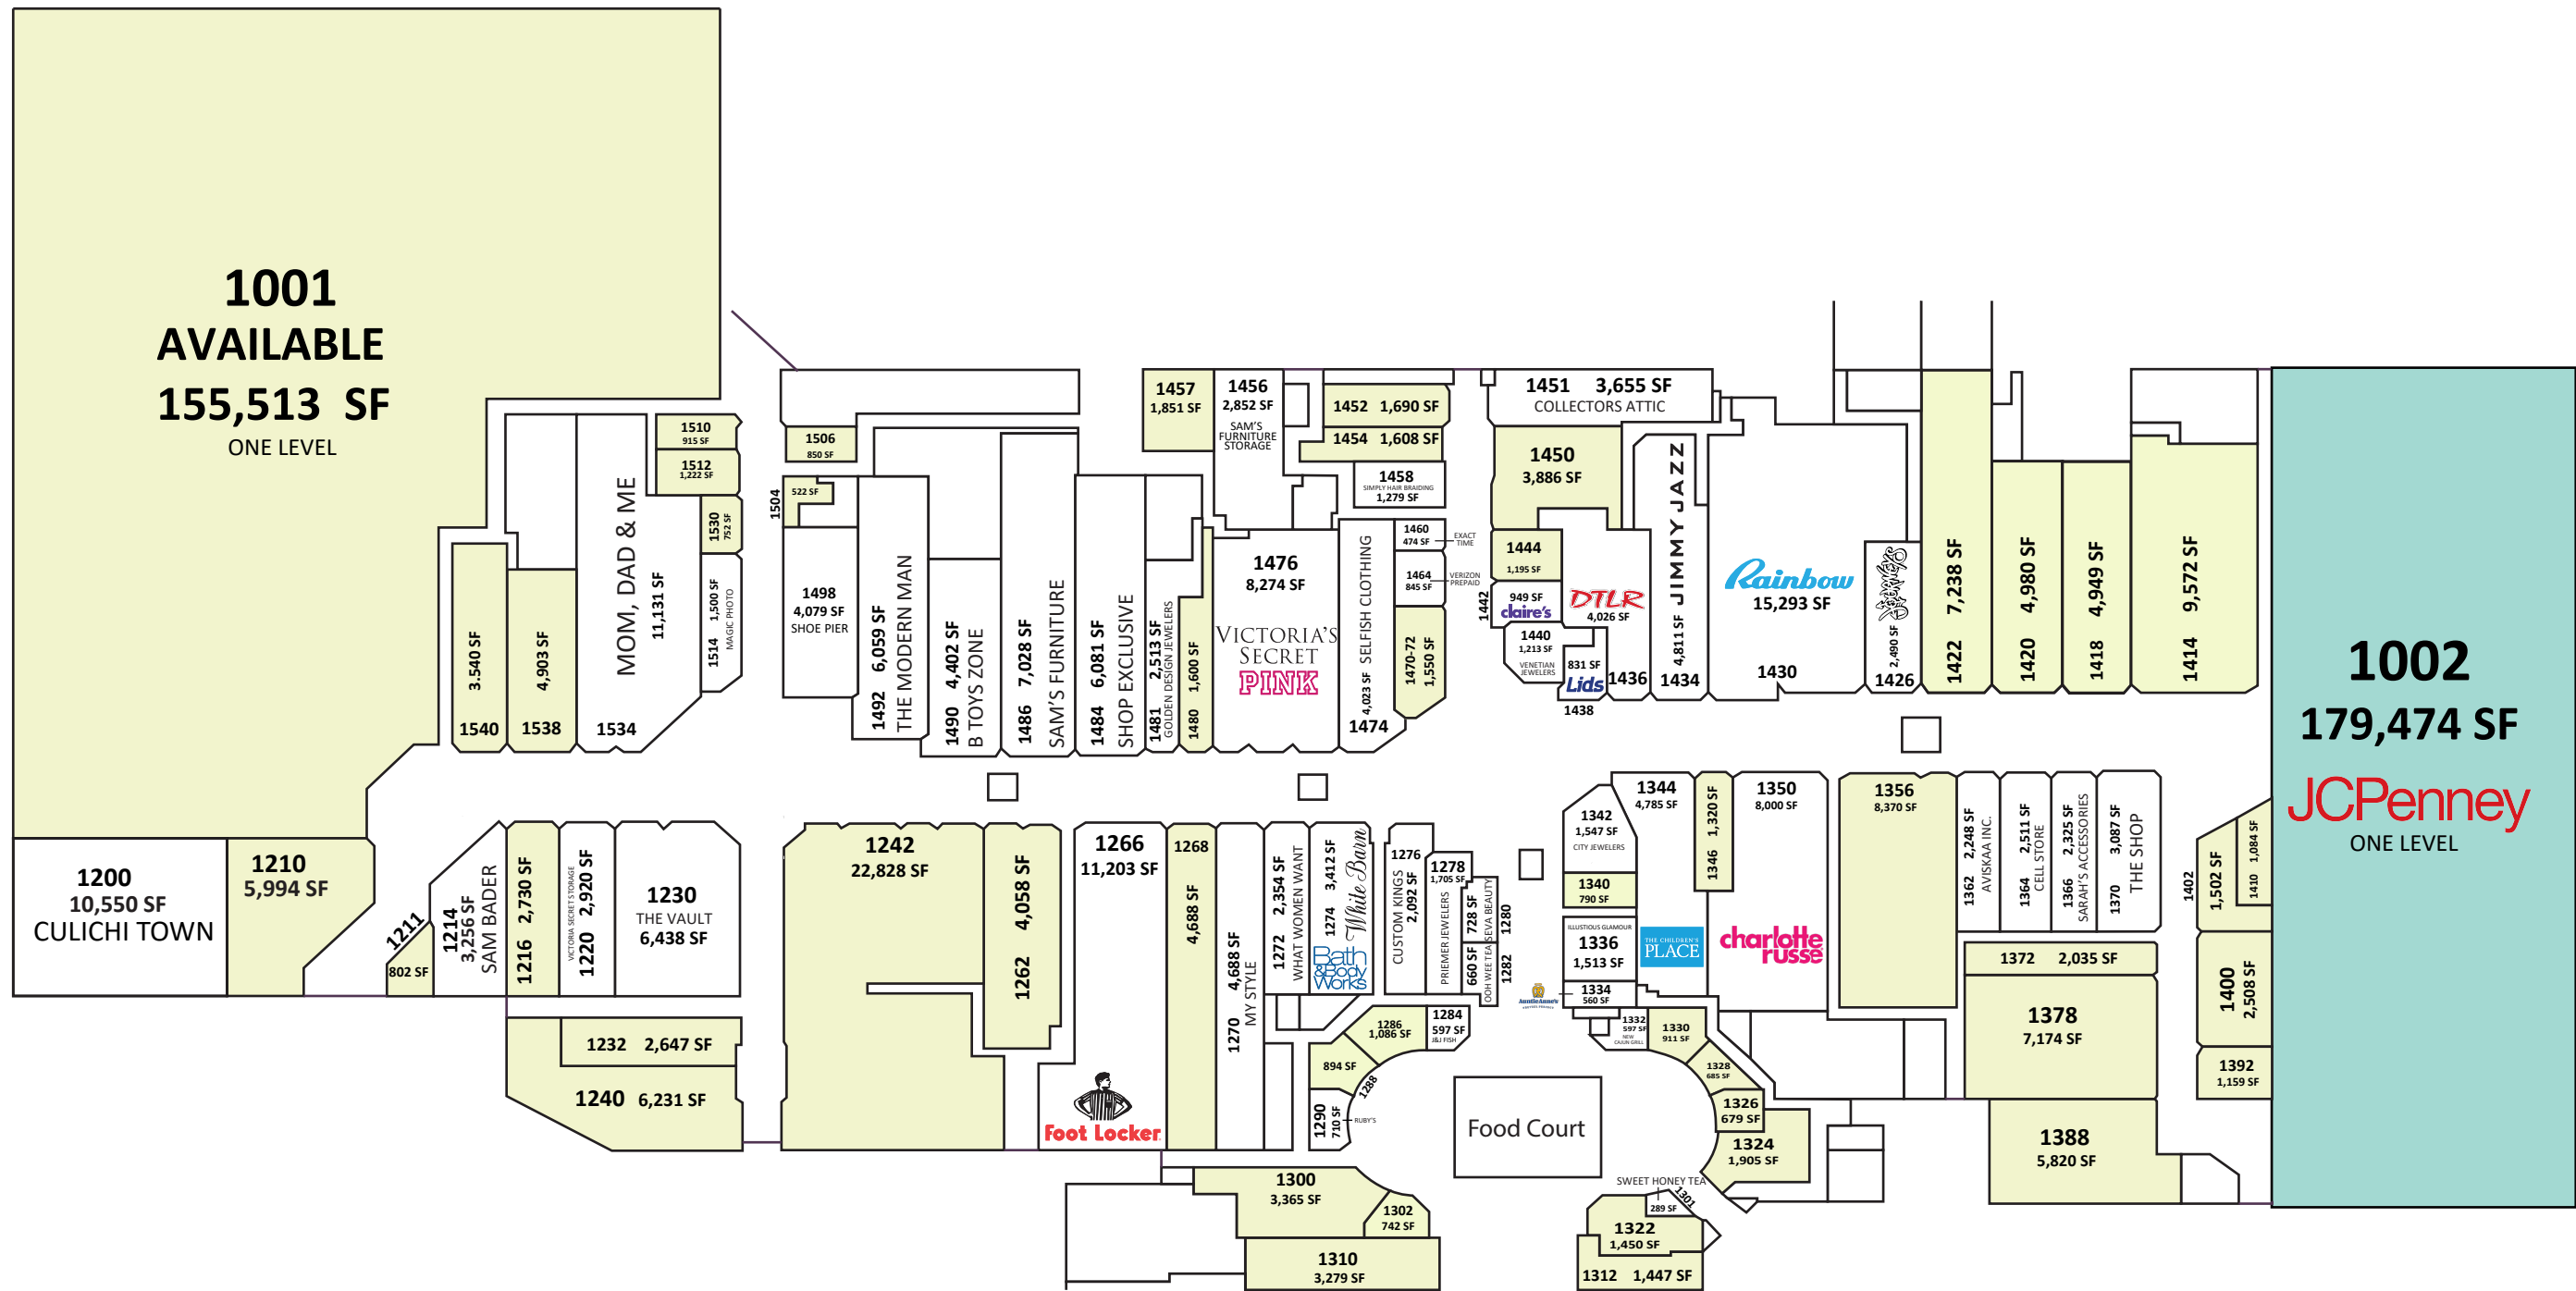 1001
AVAILABLE
155,513 SF
ONE LEVEL
1200
10,550 SF
CULICHI TOWN
1210
5,994 SF
1211
802 SF
1214
3,256 SF
SAM BADER
1216 2,730 SF
VICTORIA SECRET STORAGE
1220 2,920 SF
1230
THE VAULT
6,438 SF
1232 2,647 SF
1240 6,231 SF
3.540 SF
1540
4,903 SF
1538
MOM, DAD & ME
11,131 SF
1534
1510
915 SF
1512
1,222 SF
1530
752 SF
1514 1,500 SF
MAGIC PHOTO
1506
850 SF
1504
522 SF
1498
4,079 SF
SHOE PIER
1492 6,059 SF
THE MODERN MAN
1490 4,402 SF
B TOYS ZONE
1486 7,028 SF
SAM'S FURNITURE
1484 6,081 SF
SHOP EXCLUSIVE
1481 2,513 SF
GOLDEN DESIGN JEWELERS
1480 1,600 SF
1457
1,851 SF
1456
2,852 SF
SAM'S
FURNITURE
STORAGE
1452 1,690 SF
1454 1,608 SF
1458
SIMPLY HAIR BRAIDING
1,279 SF
1476
8,274 SF
VICTORIA'S
SECRET
PINK
4,023 SF SELFISH CLOTHING
1474
1460
474 SF
EXACT
TIME
1464
845 SF
VERIZON
PREPAID
1470-72
1,550 SF
1451 3,655 SF
COLLECTORS ATTIC
1450
3,886 SF
1444
1,195 SF
1442
949 SF
claire's
1440
1,213 SF
VENETIAN
JEWELERS
831 SF
Lids
1438
DTLR
4,026 SF
1436
4,811 SF JIMMY JAZZ
1434
Rainbow
15,293 SF
1430
2,490 SF
1426
1422 7,238 SF
1420 4,980 SF
1418 4,949 SF
1414 9,572 SF
1002
179,474 SF
JCPenney
ONE LEVEL
1242
22,828 SF
1262 4,058 SF
1266
11,203 SF
Foot Locker
1268
4,688 SF
1270 4,688 SF
MY STYLE
1272 2,354 SF
WHAT WOMEN WANT
1274 3,412 SF
White Barn
Bath
&Body
Works
1276
CUSTOM KINGS
2,092 SF
1278
1,705 SF
PRIEMER JEWELERS
728 SF
SEVA BEAUTY
1280
660 SF
OOH WEE TEA
1282
1284
597 SF
J&J FISH
1286
1,086 SF
894 SF
1288
1290
710 SF
RUBY'S
Food Court
1300
3,365 SF
1302
742 SF
1310
3,279 SF
1342
1,547 SF
CITY JEWELERS
1340
790 SF
ILLUSTIOUS GLAMOUR
1336
1,513 SF
1334
560 SF
Auntie Anne's
1332
597 SF
NEW
CAJUN GRILL
1330
911 SF
1328
685 SF
1326
679 SF
1324
1,905 SF
SWEET HONEY TEA
1301
289 SF
1322
1,450 SF
1312 1,447 SF
1344
4,785 SF
THE CHILDREN'S
PLACE
1346 1,320 SF
1350
8,000 SF
charlotte
russe
1356
8,370 SF
1362 2,248 SF
AVISKAA INC.
1364 2,511 SF
CELL STORE
1366 2,325 SF
SARAH'S ACCESSORIES
1370 3,087 SF
THE SHOP
1372 2,035 SF
1378
7,174 SF
1388
5,820 SF
1402
1,502 SF
1410 1,084 SF
1400
2,508 SF
1392
1,159 SF